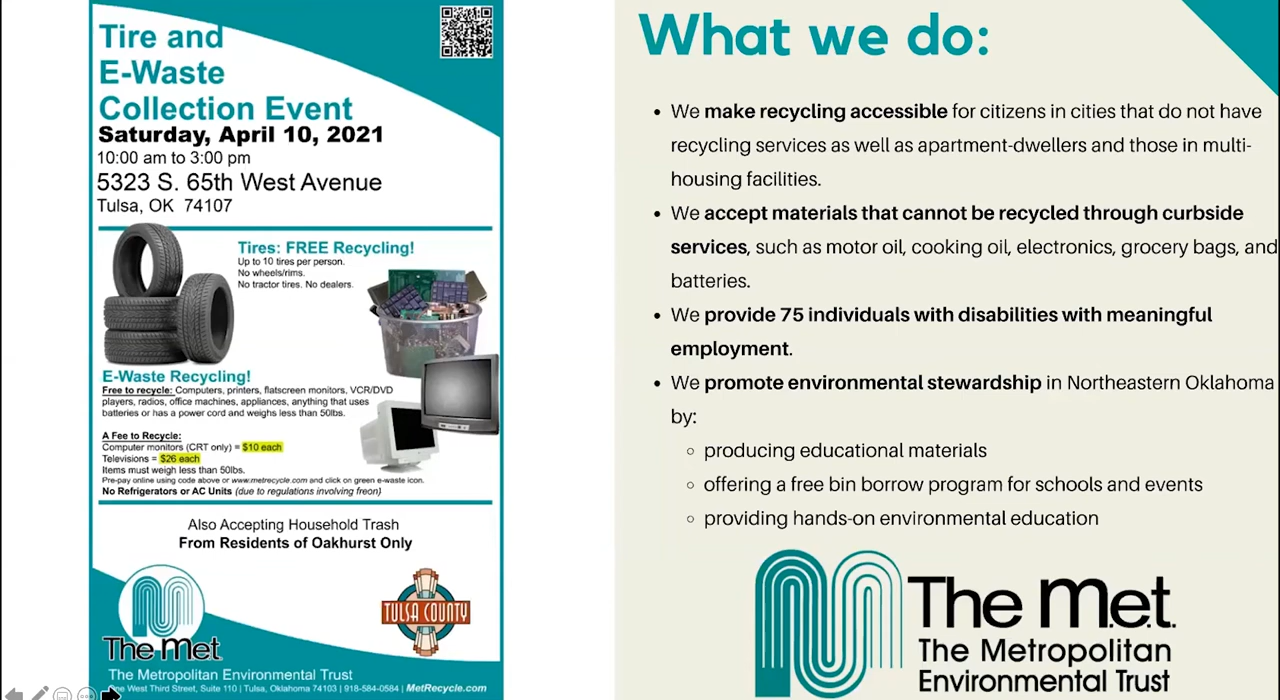 Tire and
E-Waste
Collection Event
Saturday, April 10, 2021
10:00 am to 3:00 pm
5323 S. 65th West Avenue
Tulsa, OK 74107
Tires: FREE Recycling!
Up to 10 tires per person.
No wheels/rims.
No tractor tires. No dealers.
E-Waste Recycling!
Free to recycle: Computers, printers, flatscreen monitors, VCR/DVD
players, radios, office machines, appliances, anything that uses
batteries or has a power cord and weighs less than 50lbs.
A Fee to Recycle:
Computer monitors (CRT only) = $10 each
Televisions = $26 each
Items must weigh less than 50lbs.
Pre-pay online using code above or www.metrecycle.com and click on green e-waste icon.
No Refrigerators or AC Units (due to regulations involving freon)
Also Accepting Household Trash
From Residents of Oakhurst Only
The M.e.t.
TULSA COUNTY
The Metropolitan Environmental Trust
One West Third Street, Suite 110 | Tulsa, Oklahoma 74103 | 918-584-0584 | MetRecycle.com
What we do:
• We make recycling accessible for citizens in cities that do not have
recycling services as well as apartment-dwellers and those in multi-
housing facilities.
• We accept materials that cannot be recycled through curbside
services, such as motor oil, cooking oil, electronics, grocery bags, and
batteries.
• We provide 75 individuals with disabilities with meaningful
employment.
• We promote environmental stewardship in Northeastern Oklahoma
by:
◦ producing educational materials
◦ offering a free bin borrow program for schools and events
◦ providing hands-on environmental education
The M.e.t.
The Metropolitan
Environmental Trust